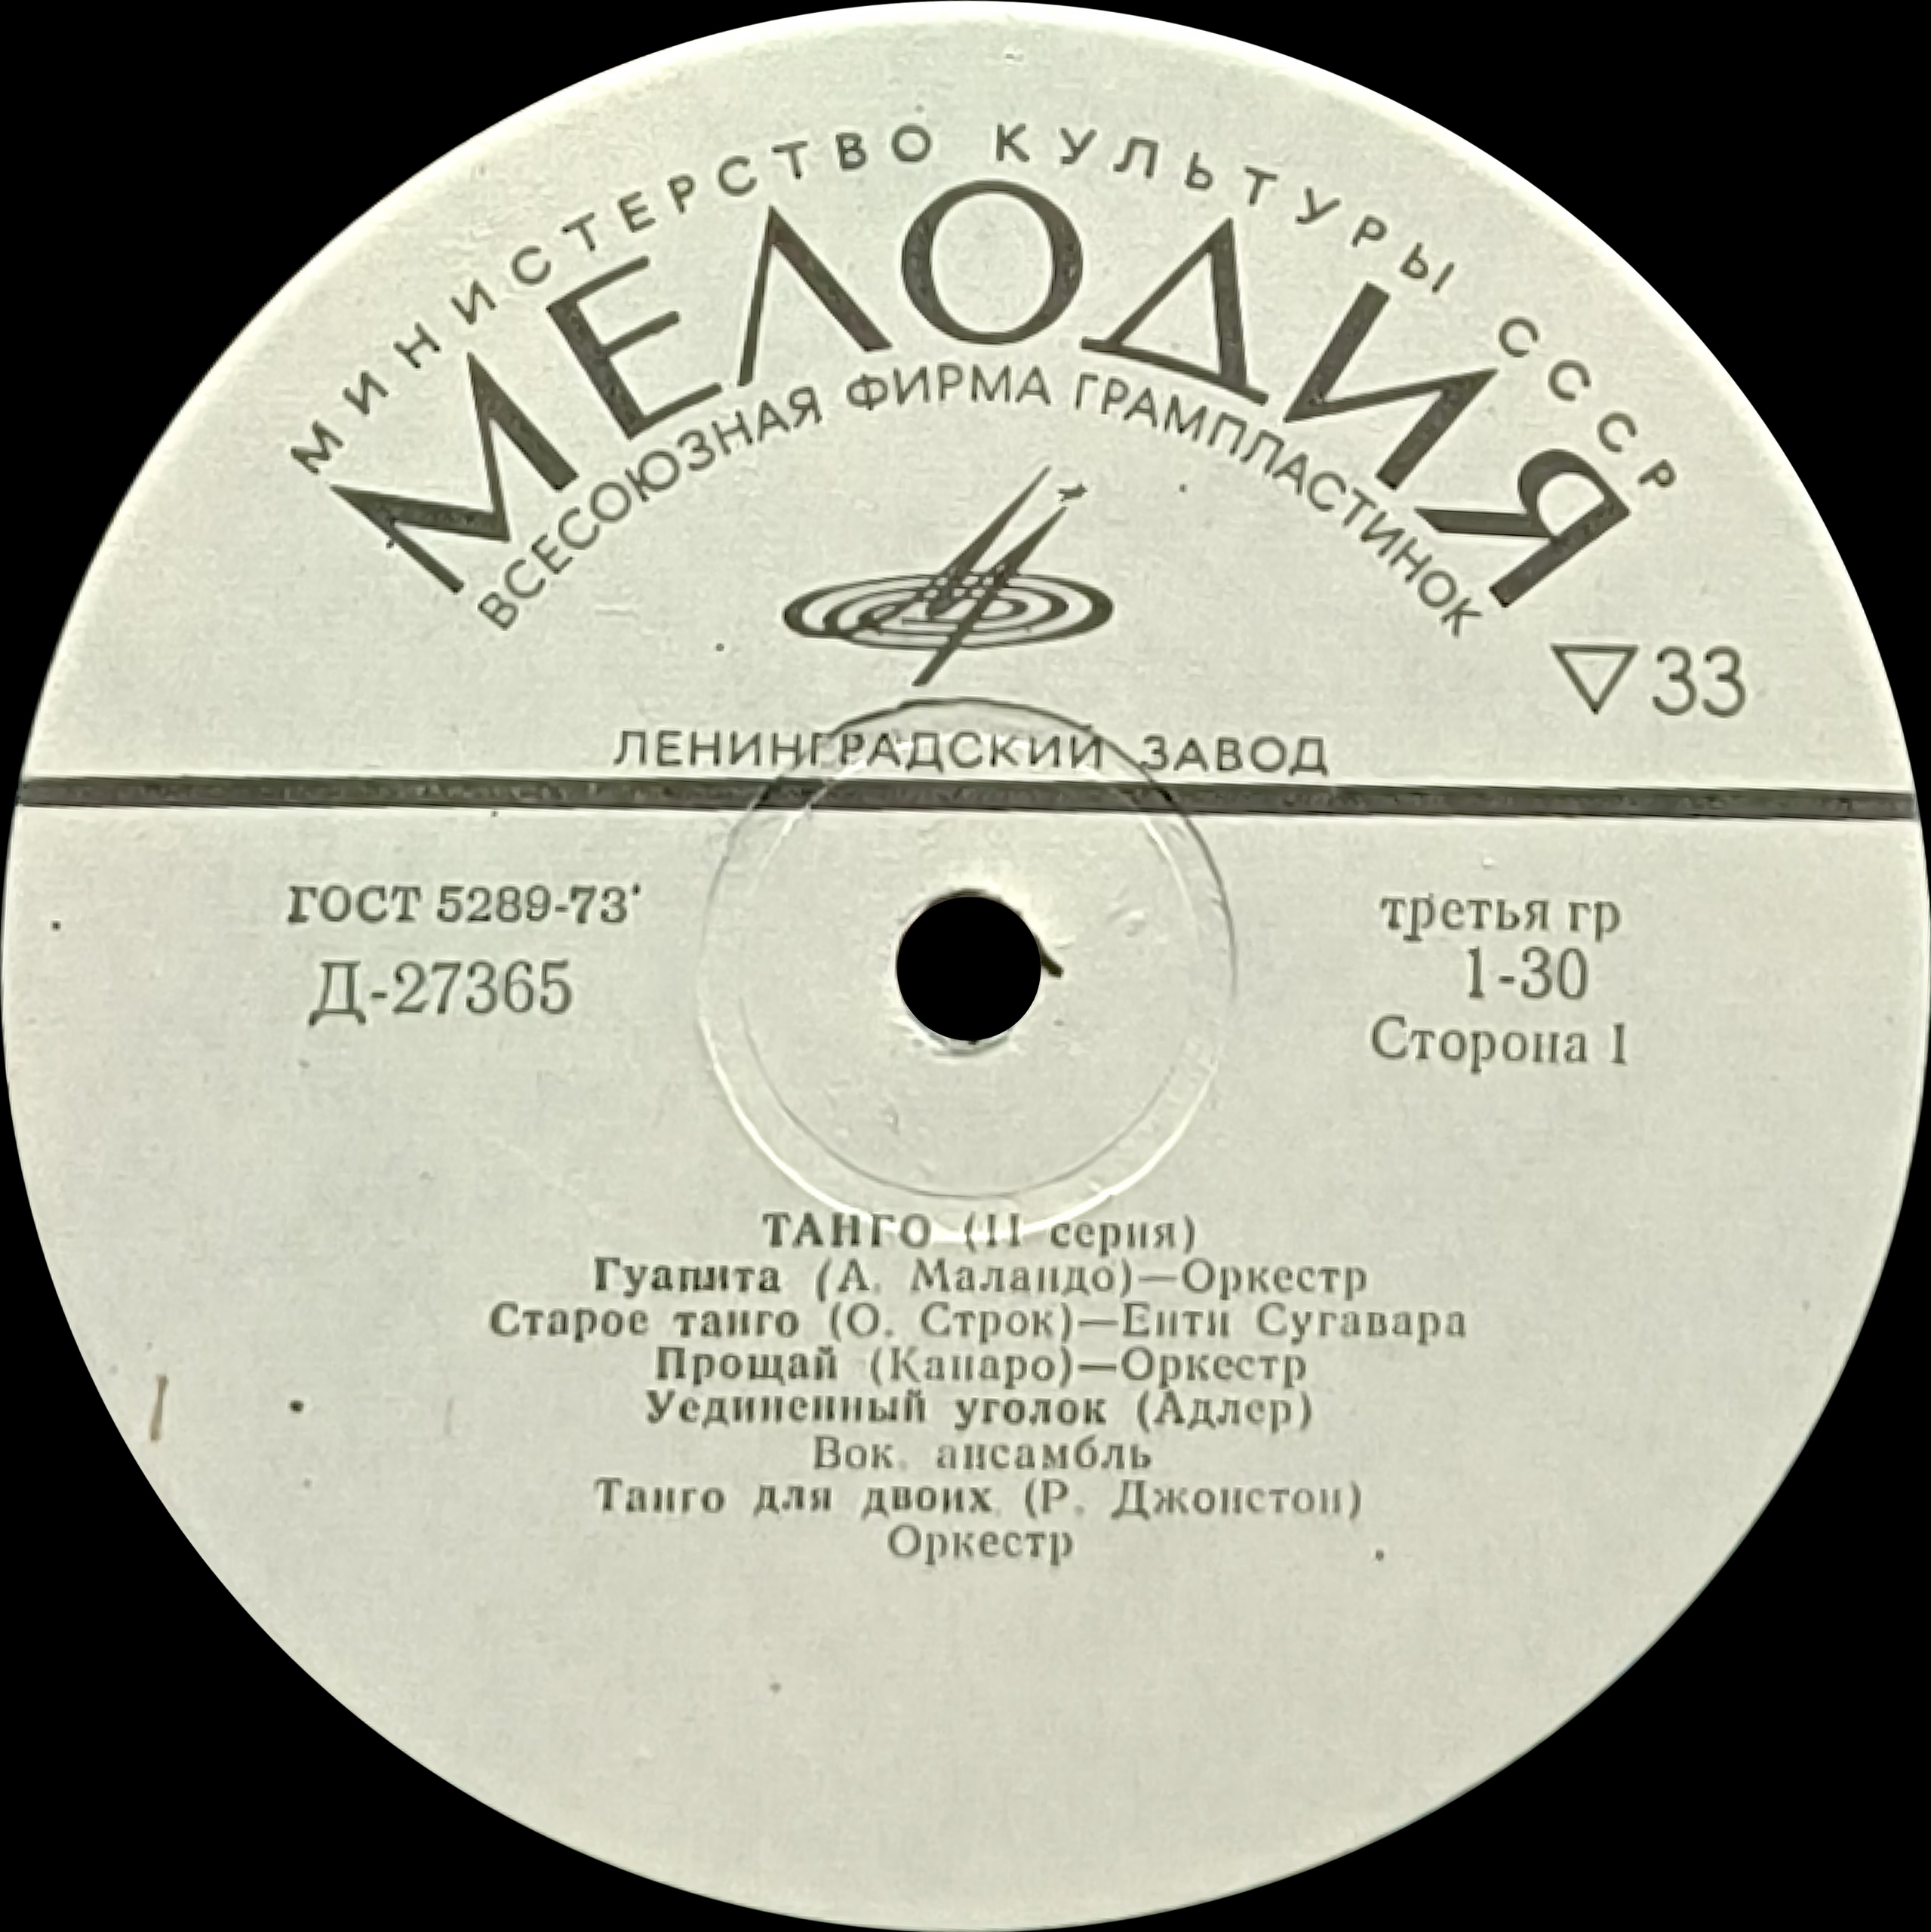 МИНИСТЕРСТВО КУЛЬТУРЫ СССР
МЕЛОДИЯ
ВСЕСОЮЗНАЯ ФИРМА ГРАМПЛАСТИНОК
33
ЛЕНИНГРАДСКИЙ ЗАВОД
ГОСТ 5289-73
Д-27365
третья гр
1-30
Сторона 1
ТАНГО (II серия)
Гуапита (А. Маландо)—Оркестр
Старое танго (О. Строк)—Енти Сугавара
Прощай (Канаро)—Оркестр
Уединенный уголок (Адлер)
Вок. ансамбль
Танго для двоих (Р. Джонстон)
Оркестр